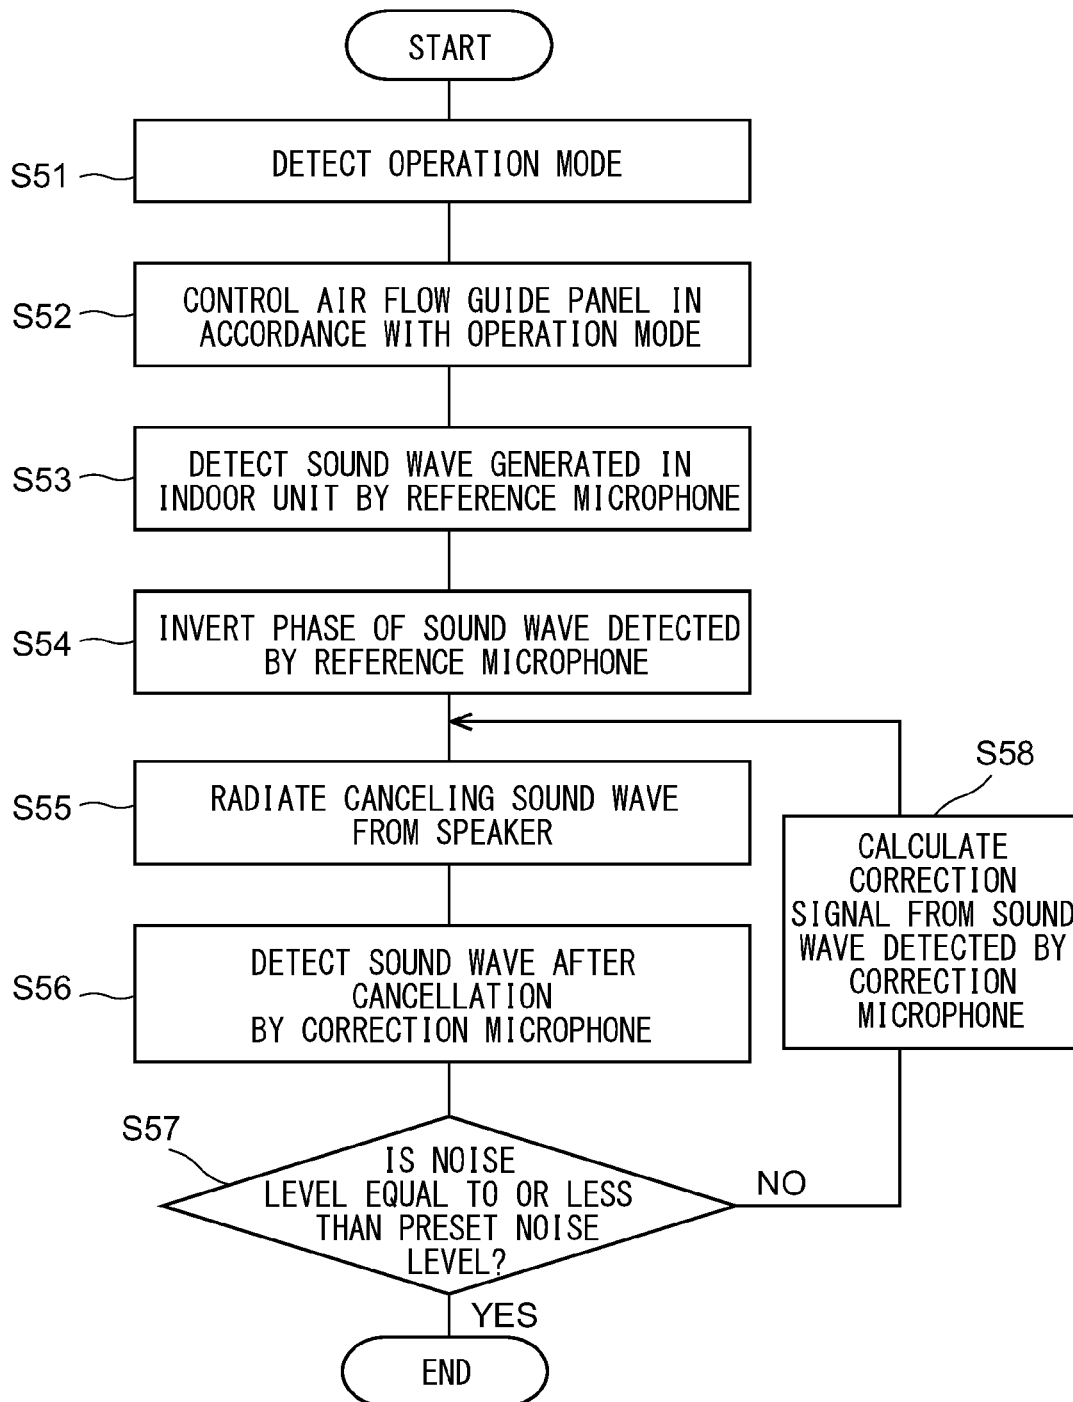 START
S51
DETECT OPERATION MODE
S52
CONTROL AIR FLOW GUIDE PANEL IN
ACCORDANCE WITH OPERATION MODE
S53
DETECT SOUND WAVE GENERATED IN
INDOOR UNIT BY REFERENCE MICROPHONE
S54
INVERT PHASE OF SOUND WAVE DETECTED
BY REFERENCE MICROPHONE
S55
RADIATE CANCELING SOUND WAVE
FROM SPEAKER
S58
CALCULATE
CORRECTION
SIGNAL FROM SOUND
WAVE DETECTED BY
CORRECTION
MICROPHONE
S56
DETECT SOUND WAVE AFTER
CANCELLATION
BY CORRECTION MICROPHONE
S57
IS NOISE
LEVEL EQUAL TO OR LESS
THAN PRESET NOISE
LEVEL?
NO
YES
END